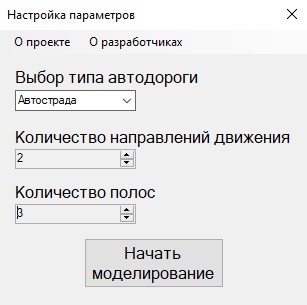 Настройка параметров
О проекте О разработчиках
Выбор типа автодороги
Автострада
Количество направлений движения
2
Количество полос
3
Начать
моделирование